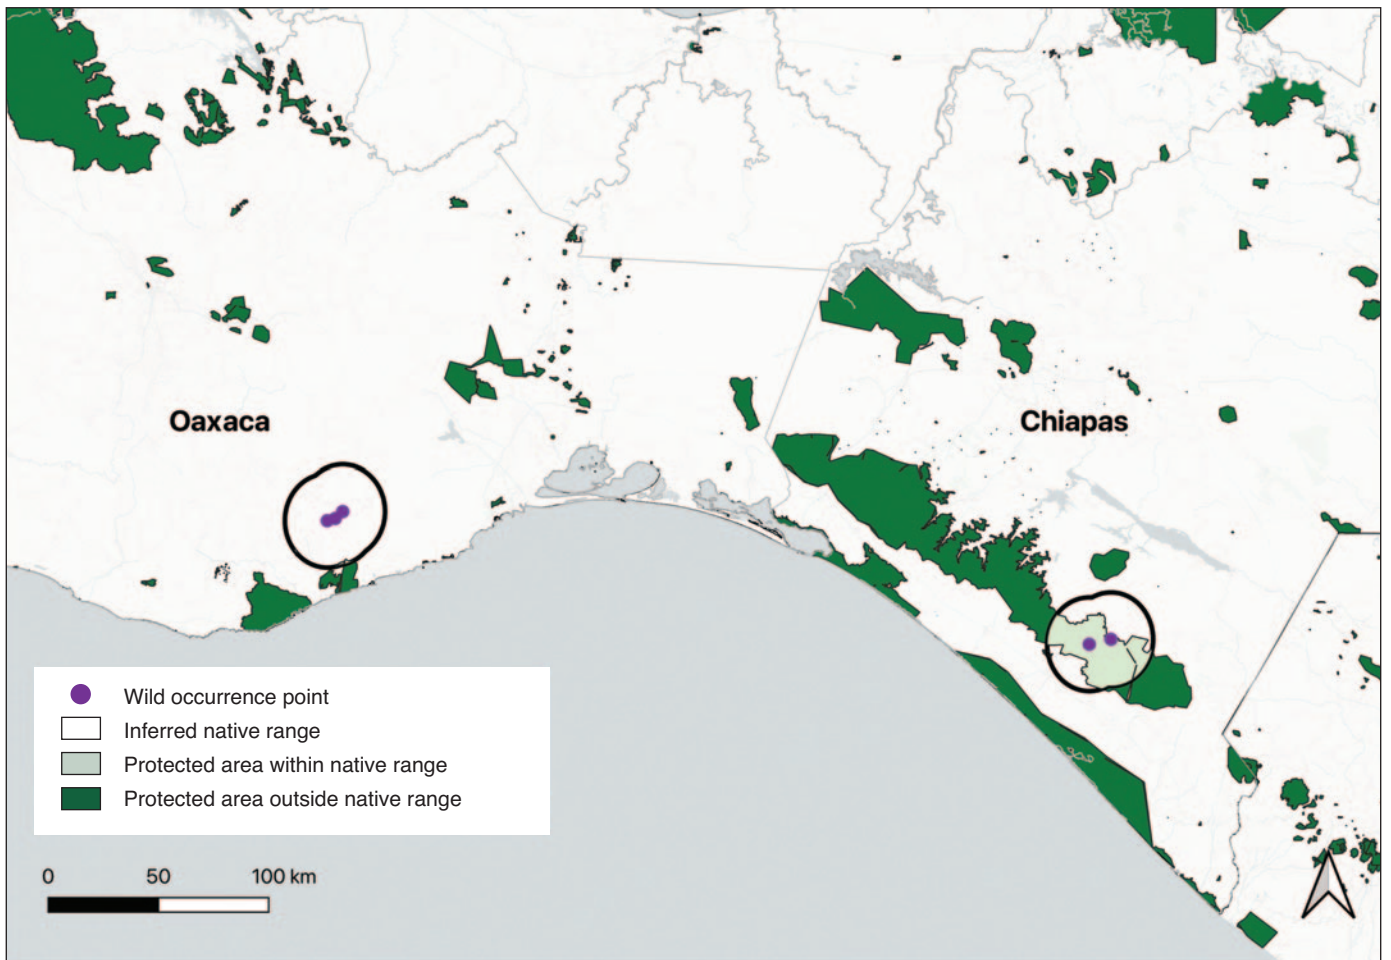 Oaxaca
Chiapas
Wild occurrence point
Inferred native range
Protected area within native range
Protected area outside native range
0 50 100 km